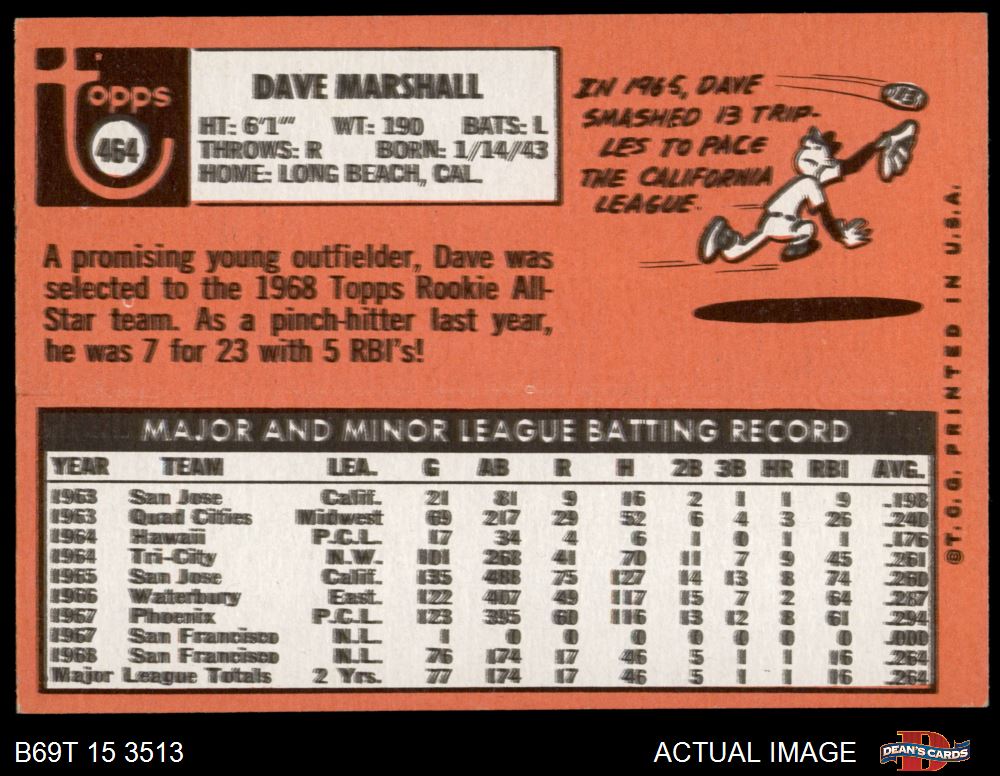 Topps
464
DAVE MARSHALL
HT: 6'1" WT: 190 BATS: L
THROWS: R BORN: 1/14/43
HOME: LONG BEACH, CAL.
IN 1965, DAVE
SMASHED 13 TRIP-
LES TO PACE
THE CALIFORNIA
LEAGUE.
A promising young outfielder, Dave was
selected to the 1968 Topps Rookie All-
Star team. As a pinch-hitter last year,
he was 7 for 23 with 5 RBI's!
MAJOR AND MINOR LEAGUE BATTING RECORD
YEAR TEAM LEA. G AB R H 2B 3B HR RBI AVG.
1963 San Jose Calif. 21 81 9 16 2 1 1 9 .198
1963 Quad Cities Midwest 69 217 29 52 6 4 3 26 .240
1964 Hawaii P.C.L. 17 34 4 6 1 0 1 1 .176
1964 Tri-City N.W. 101 268 41 70 11 7 9 45 .261
1965 San Jose Calif. 135 488 75 127 14 13 8 74 .260
1966 Waterbury East. 122 407 49 117 15 7 2 64 .287
1967 Phoenix P.C.L. 123 395 60 116 13 12 8 61 .294
1967 San Francisco N.L. 1 0 0 0 0 0 0 0 .000
1968 San Francisco N.L. 76 174 17 46 5 1 1 16 .264
Major League Totals 2 Yrs. 77 174 17 46 5 1 1 16 .264
© T. C. G. PRINTED IN U.S.A.
B69T 15 3513 ACTUAL IMAGE DEAN'S CARDS